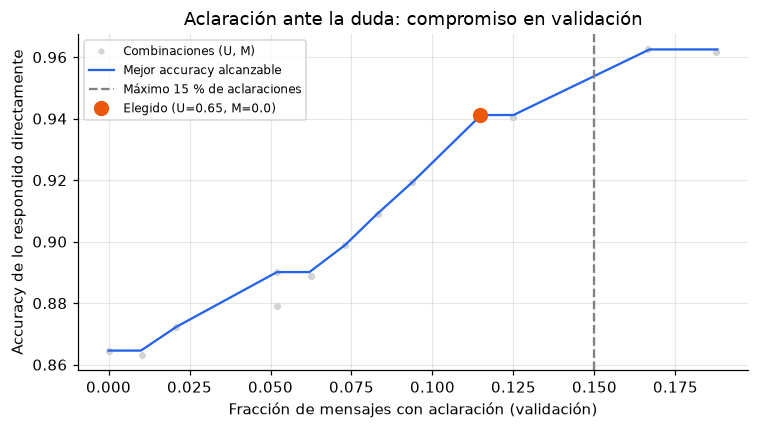 Aclaración ante la duda: compromiso en validación
Combinaciones (U, M)
Mejor accuracy alcanzable
Máximo 15 % de aclaraciones
Elegido (U=0.65, M=0.0)
Accuracy de lo respondido directamente
0.96
0.94
0.92
0.90
0.88
0.86
0.000 0.025 0.050 0.075 0.100 0.125 0.150 0.175
Fracción de mensajes con aclaración (validación)